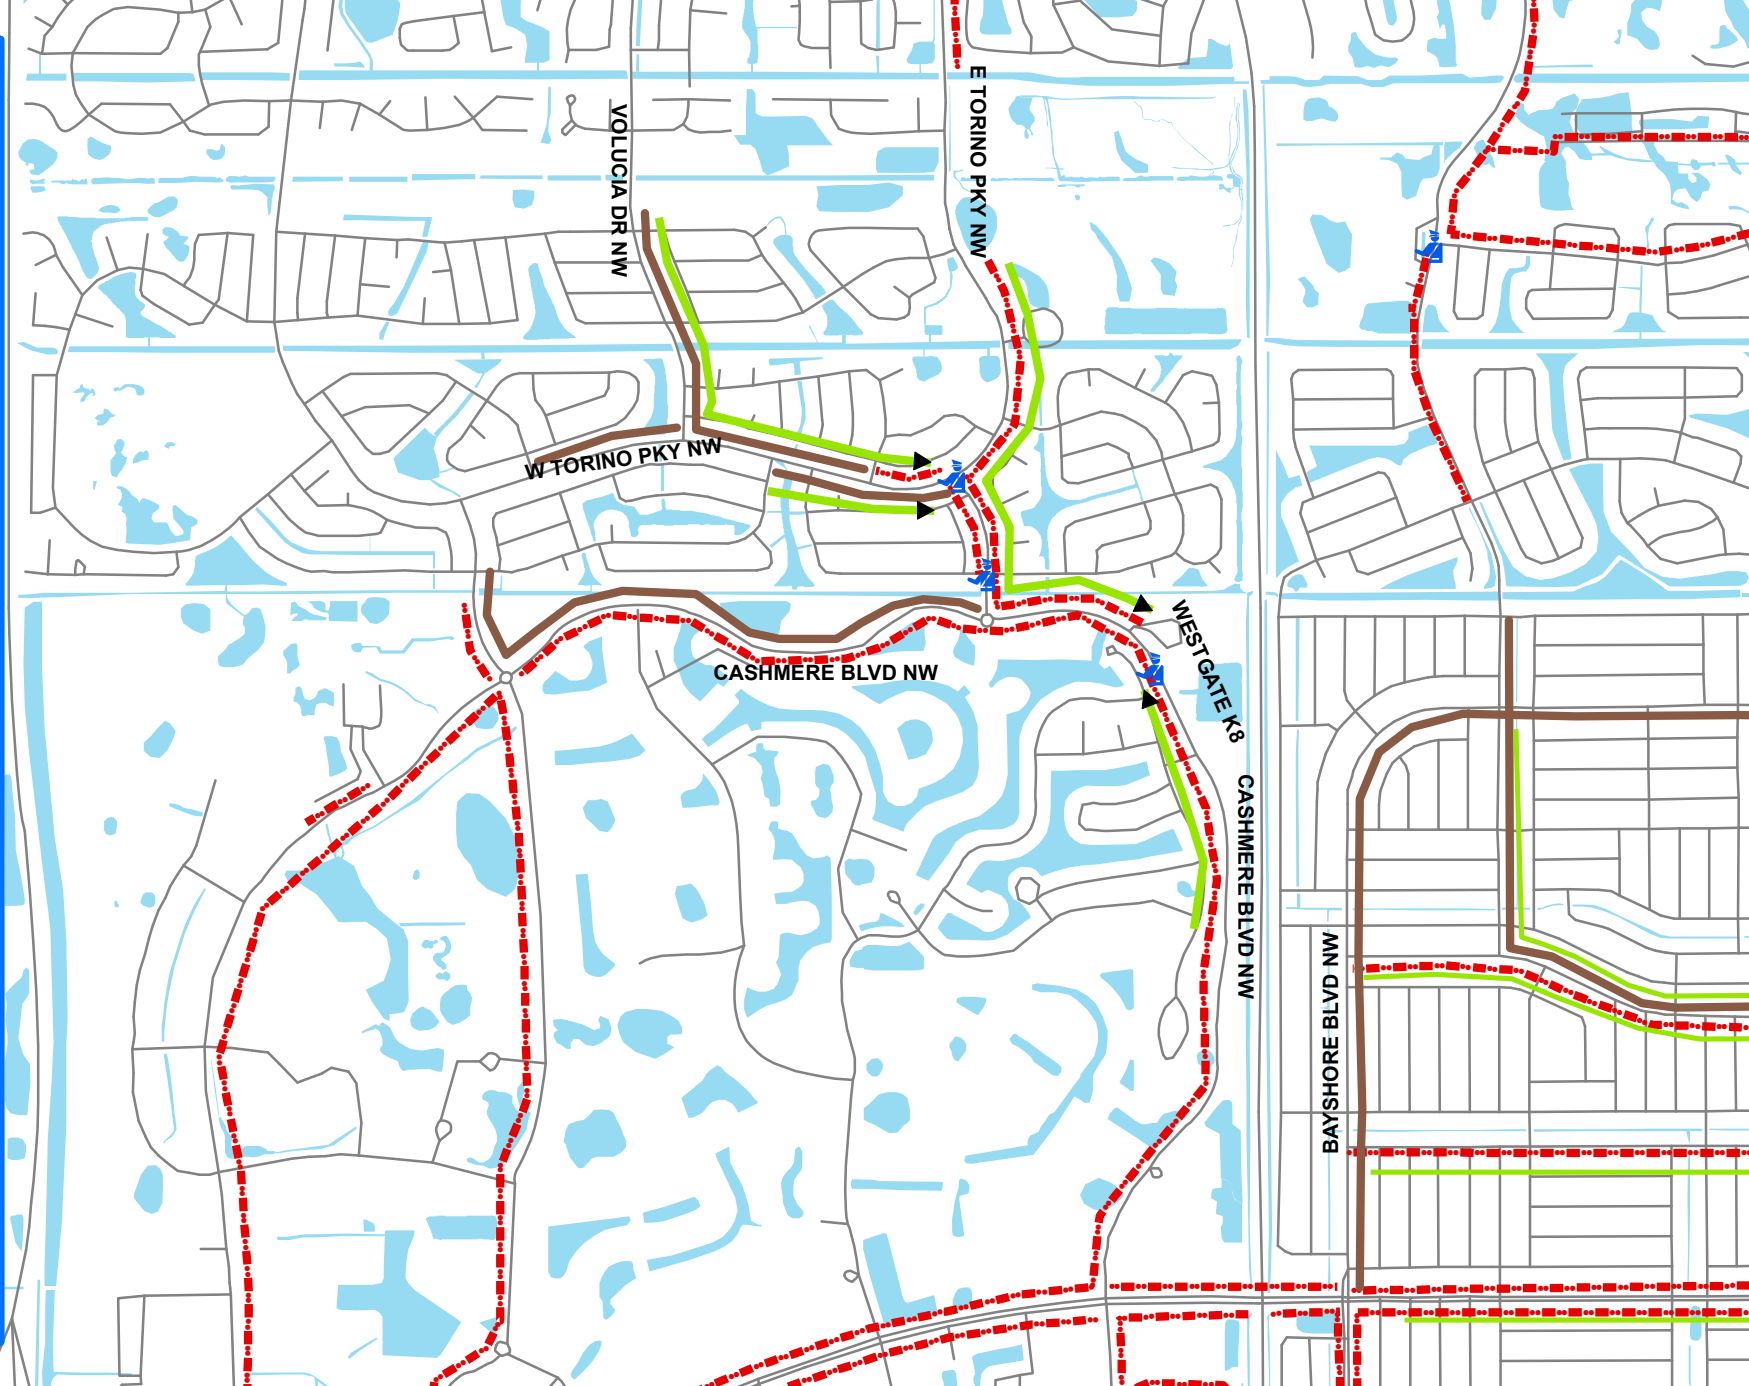 E TORINO PKY NW
VOLUCIA DR NW
W TORINO PKY NW
WESTGATE K8
CASHMERE BLVD NW
CASHMERE BLVD NW
BAYSHORE BLVD NW